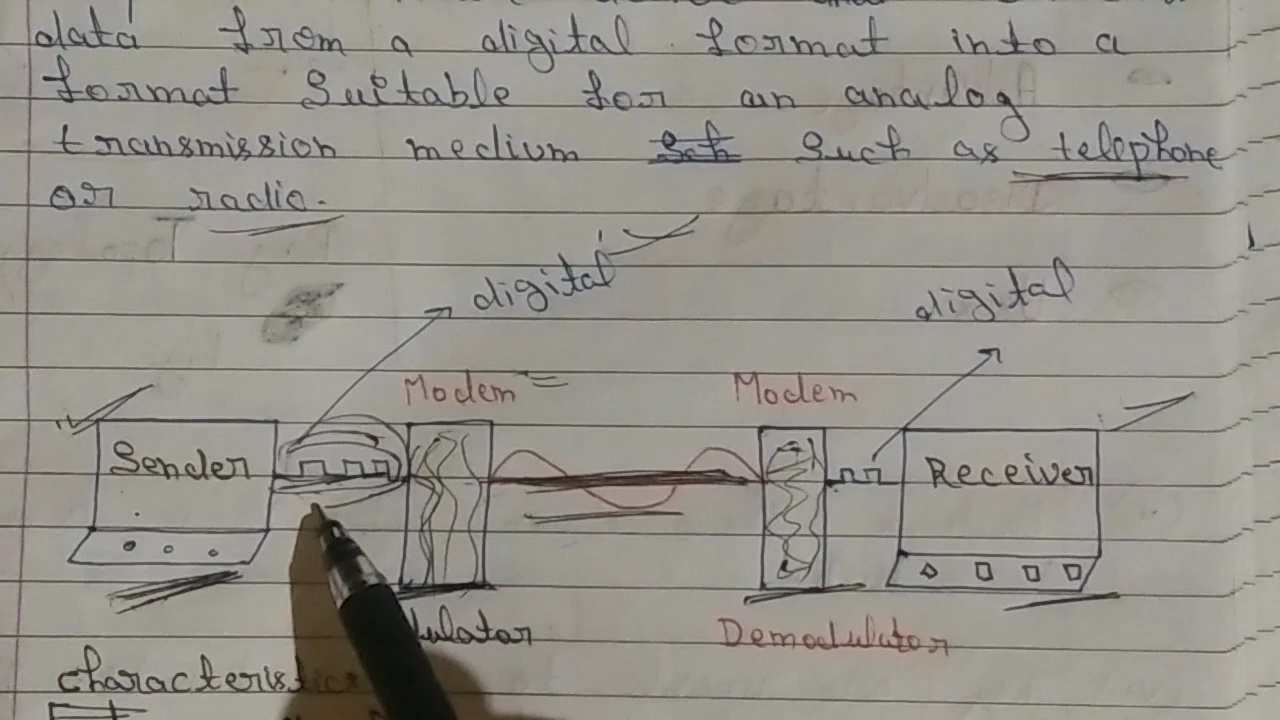 data from a digital format into a
format Suitable for an analog
transmission medium such as telephone
or radio.
digital
digital
Modem
Modem
Sender
Receiver
Demodulator